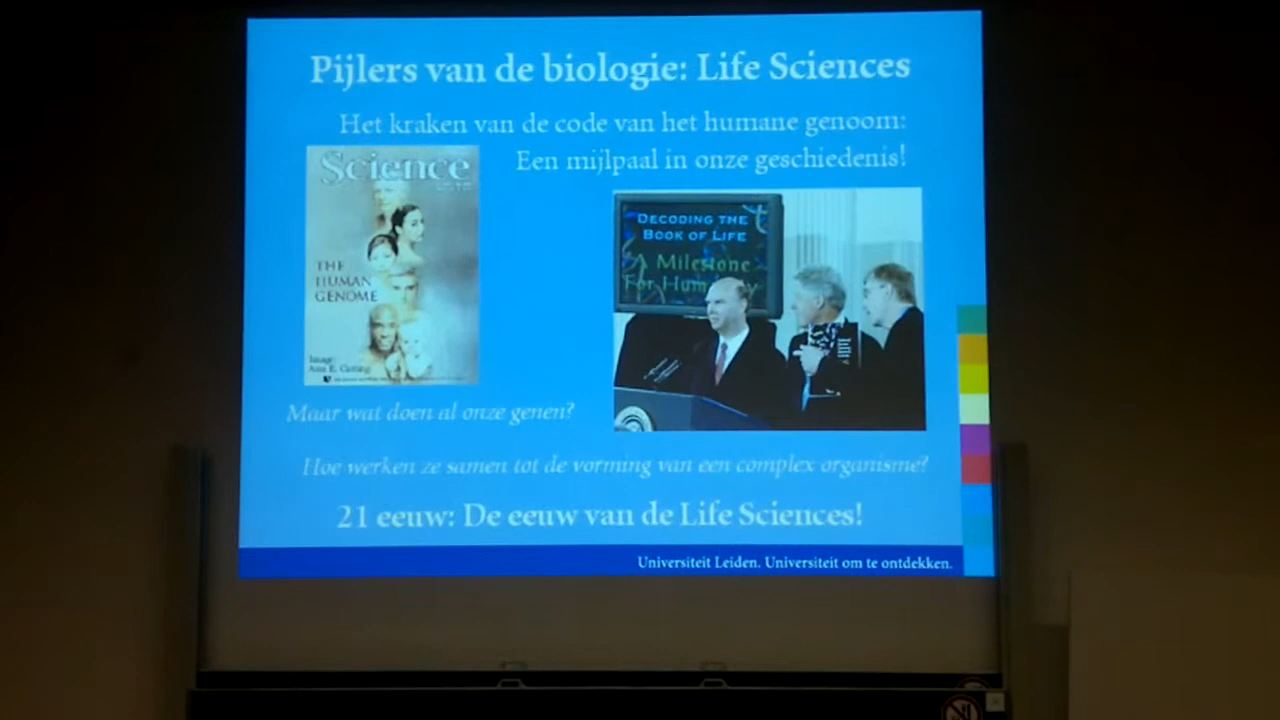 Pijlers van de biologie: Life Sciences
Het kraken van de code van het humane genoom:
Een mijlpaal in onze geschiedenis!
Science
THE
HUMAN
GENOME
Image:
Ann E. Cutting
DECODING THE
BOOK OF LIFE
A Milestone
For Humanity
Maar wat doen al onze genen?
Hoe werken ze samen tot de vorming van een complex organisme?
21 eeuw: De eeuw van de Life Sciences!
Universiteit Leiden. Universiteit om te ontdekken.